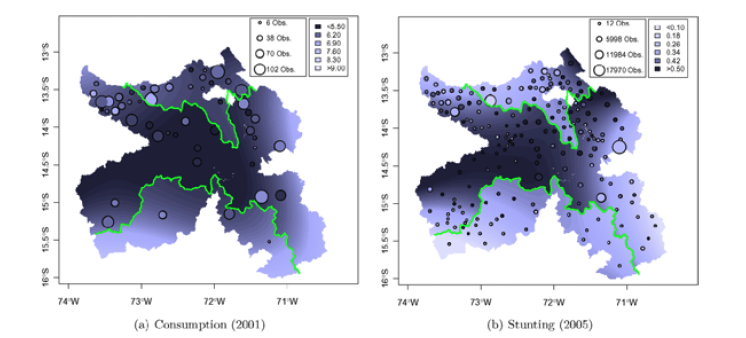 6 Obs.
38 Obs.
70 Obs.
102 Obs.
<5.50
6.20
6.90
7.60
8.30
>9.00
13°S
13.5°S
14°S
14.5°S
15°S
15.5°S
16°S
74°W
73°W
72°W
71°W
(a) Consumption (2001)
12 Obs.
5998 Obs.
11984 Obs.
17970 Obs.
<0.10
0.18
0.26
0.34
0.42
>0.50
13°S
13.5°S
14°S
14.5°S
15°S
15.5°S
16°S
74°W
73°W
72°W
71°W
(b) Stunting (2005)